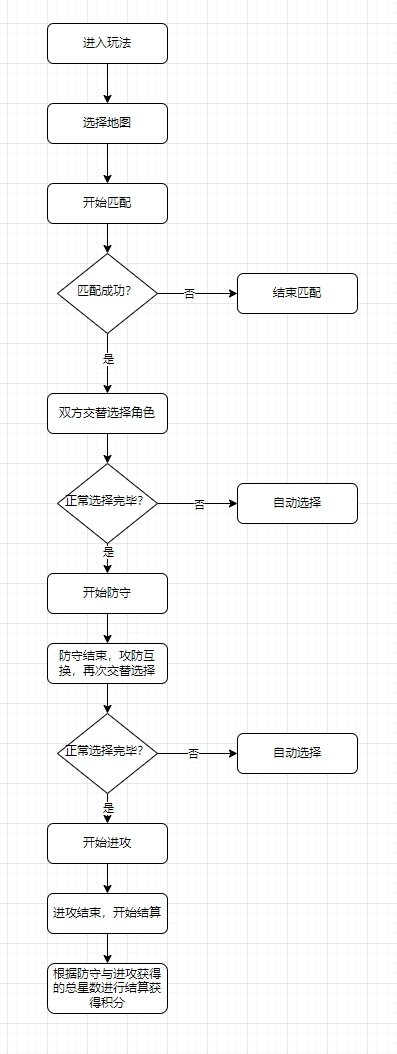 进入玩法
选择地图
开始匹配
匹配成功?
否
结束匹配
是
双方交替选择角色
正常选择完毕?
否
自动选择
是
开始防守
防守结束，攻防互
换，再次交替选择
正常选择完毕?
否
自动选择
是
开始进攻
进攻结束，开始结算
根据防守与进攻获得
的总星数进行结算获
得积分